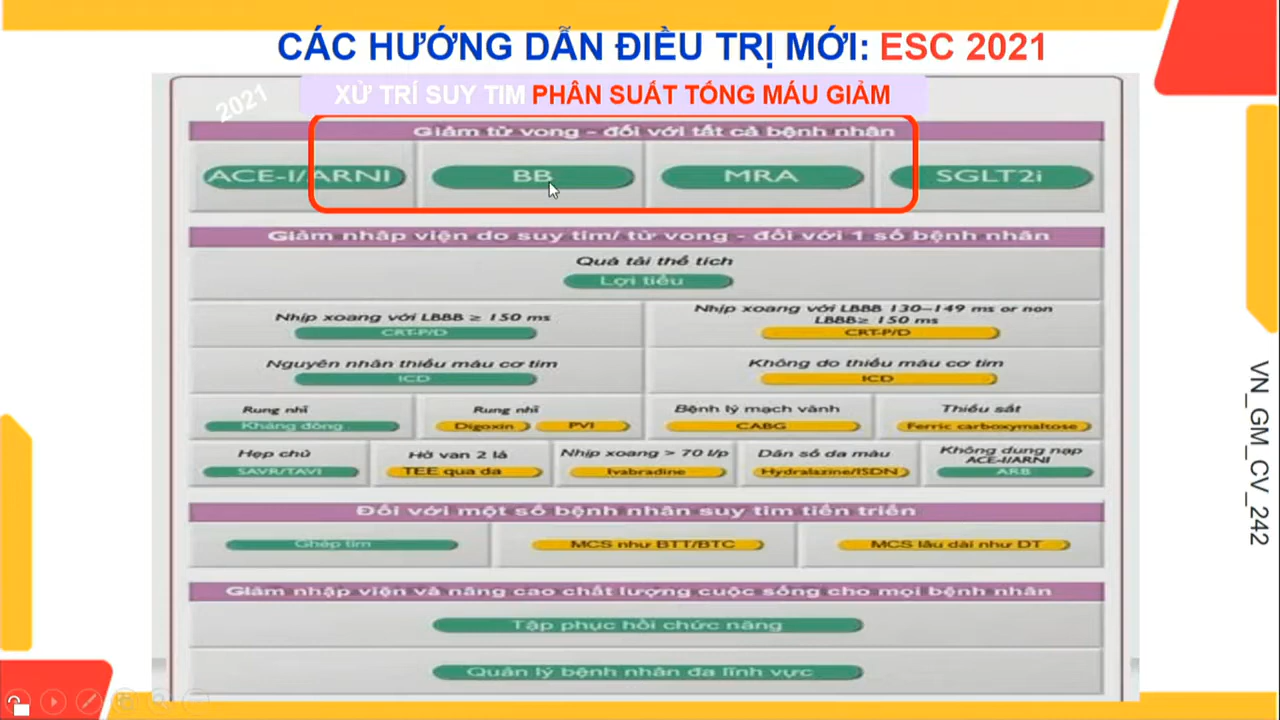 CÁC HƯỚNG DẪN ĐIỀU TRỊ MỚI: ESC 2021
2021
XỬ TRÍ SUY TIM PHÂN SUẤT TỐNG MÁU GIẢM
Giảm tử vong - đối với tất cả bệnh nhân
ACE-I/ARNI
BB
MRA
SGLT2i
Giảm nhập viện do suy tim/ tử vong - đối với 1 số bệnh nhân
Quá tải thể tích
Lợi tiểu
Nhịp xoang với LBBB ≥ 150 ms
CRT-P/D
Nhịp xoang với LBBB 130–149 ms or non
LBBB≥ 150 ms
CRT-P/D
Nguyên nhân thiếu máu cơ tim
ICD
Không do thiếu máu cơ tim
ICD
Rung nhĩ
Kháng đông
Rung nhĩ
Digoxin
PVI
Bệnh lý mạch vành
CABG
Thiếu sắt
Ferric carboxymaltose
Hẹp chủ
SAVR/TAVI
Hở van 2 lá
TEE qua da
Nhịp xoang > 70 l/p
Ivabradine
Dân số da màu
Hydralazine/ISDN
Không dung nạp
ACE-I/ARNI
ARB
Đối với một số bệnh nhân suy tim tiến triển
Ghép tim
MCS như BTT/BTC
MCS lâu dài như DT
Giảm nhập viện và nâng cao chất lượng cuộc sống cho mọi bệnh nhân
Tập phục hồi chức năng
Quản lý bệnh nhân đa lĩnh vực
VN_GM_CV_242